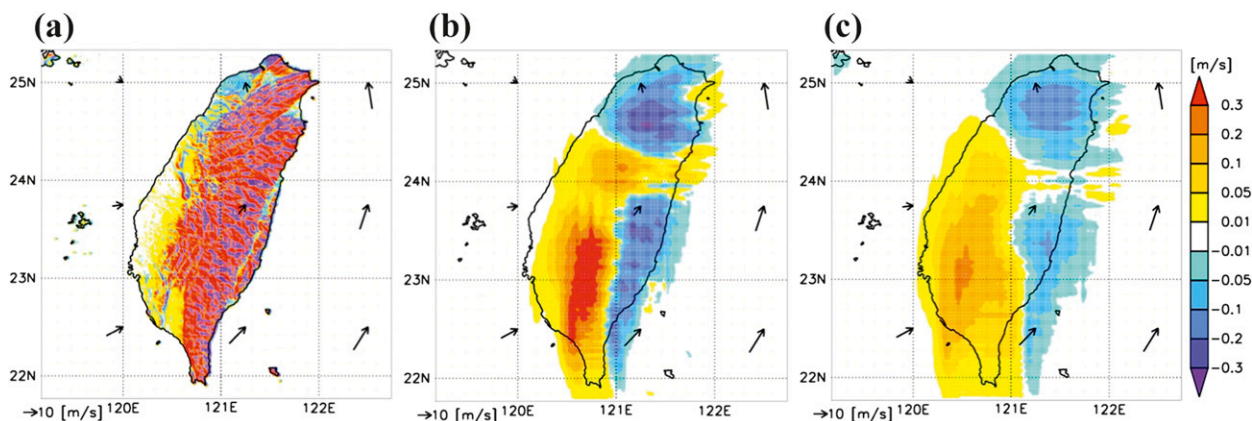 (a)
(b)
(c)
[m/s]
25N
24N
23N
22N
→10 [m/s]
120E
121E
122E
25N
24N
23N
22N
→10 [m/s]
120E
121E
122E
25N
24N
23N
22N
→10 [m/s]
120E
121E
122E
0.3
0.2
0.1
0.05
0.01
−0.01
−0.05
−0.1
−0.2
−0.3